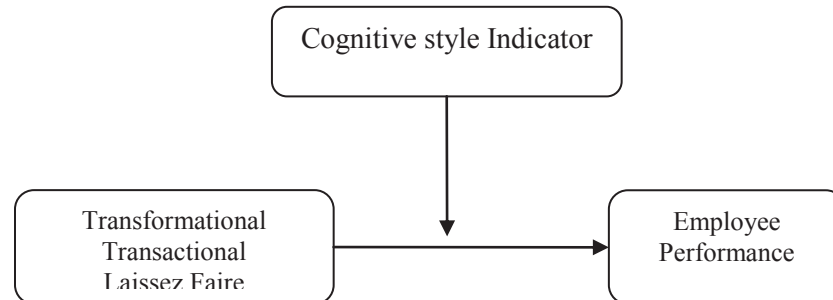 Cognitive style Indicator
Transformational
Transactional
Laissez Faire
Employee
Performance